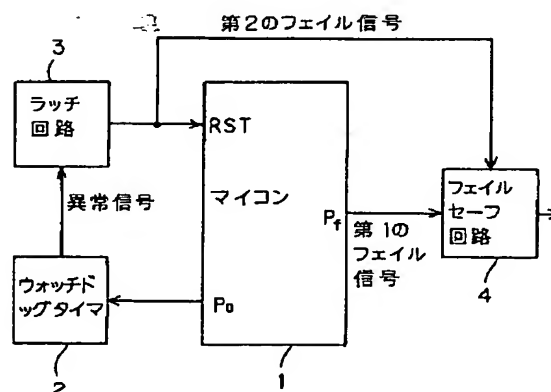 第2のフェイル信号
3
ラッチ
回路
RST
マイコン
異常信号
Pf
第1の
フェイル
信号
フェイル
セーフ
回路
4
ウォッチド
ッグタイマ
Po
2
1